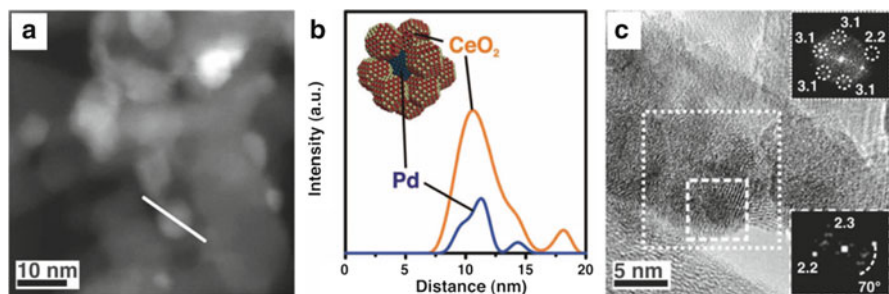 a
10 nm
b
CeO₂
Pd
Intensity (a.u.)
0 5 10 15 20
Distance (nm)
c
3.1
3.1 2.2
3.1
3.1
5 nm
2.3
2.2
70°